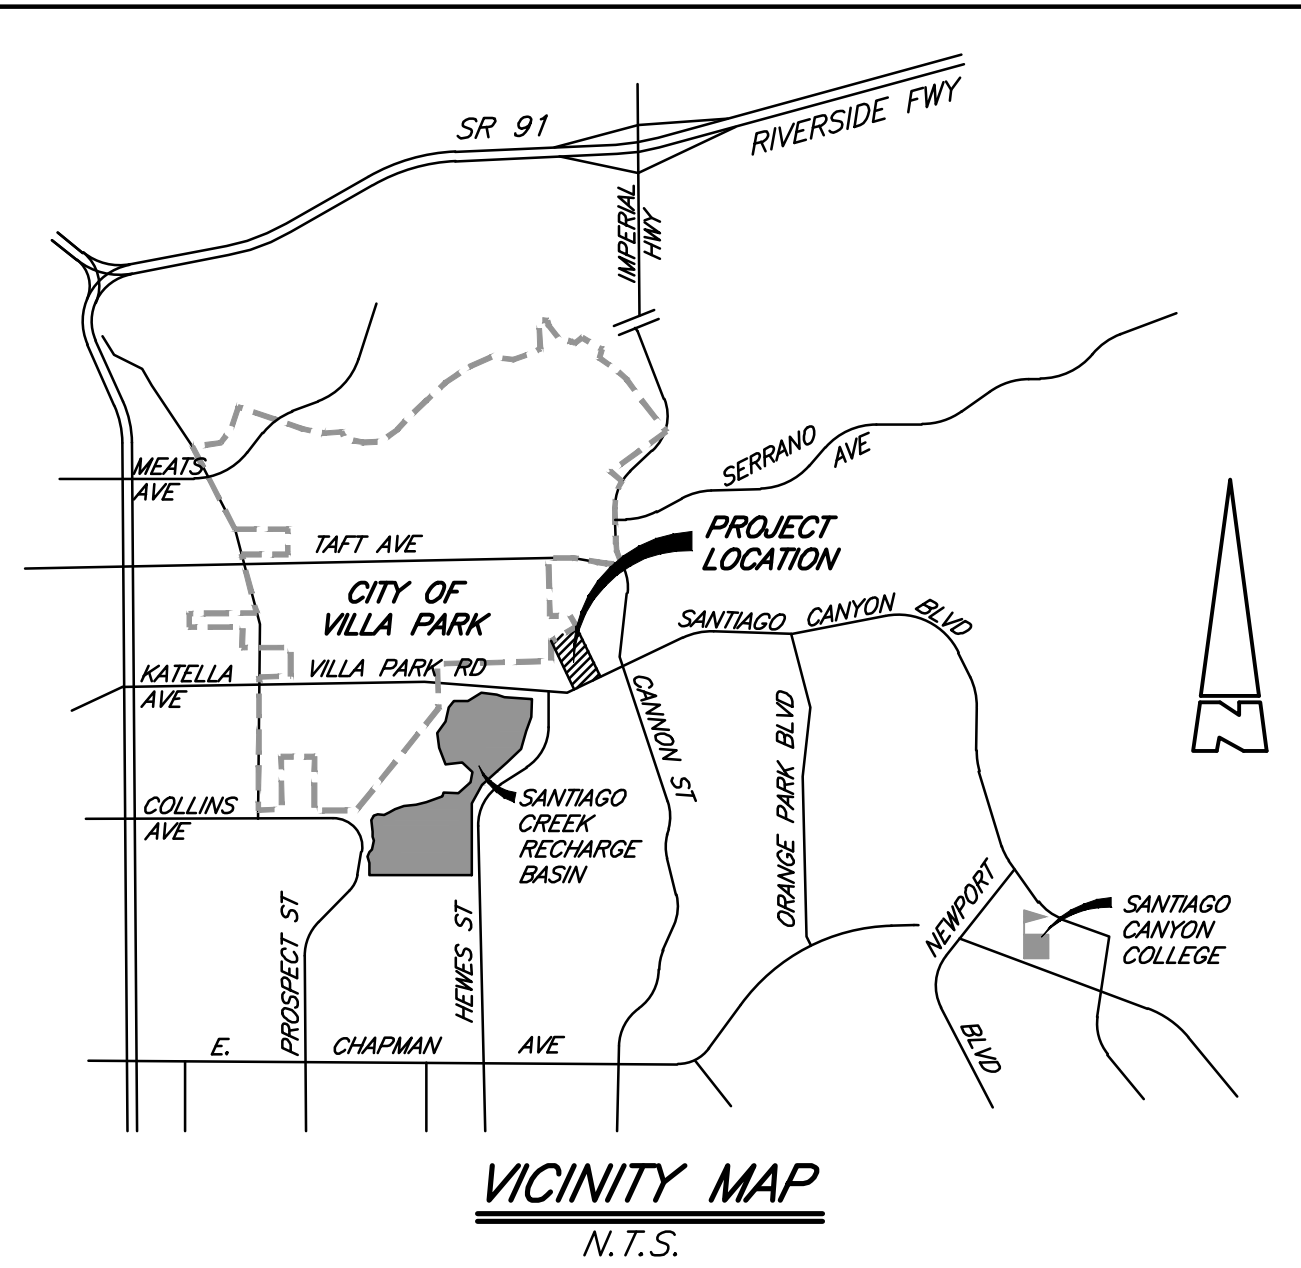 SR 91
RIVERSIDE FWY
IMPERIAL
HWY
SERRANO
AVE
MEATS
AVE
PROJECT
LOCATION
TAFT AVE
CITY OF
VILLA PARK
SANTIAGO CANYON BLVD
KATELLA
AVE
VILLA PARK RD
CANNON ST
ORANGE PARK BLVD
COLLINS
AVE
SANTIAGO
CREEK
RECHARGE
BASIN
NEWPORT
BLVD
SANTIAGO
CANYON
COLLEGE
PROSPECT ST
HEWES ST
E. CHAPMAN AVE
N
VICINITY MAP
N.T.S.